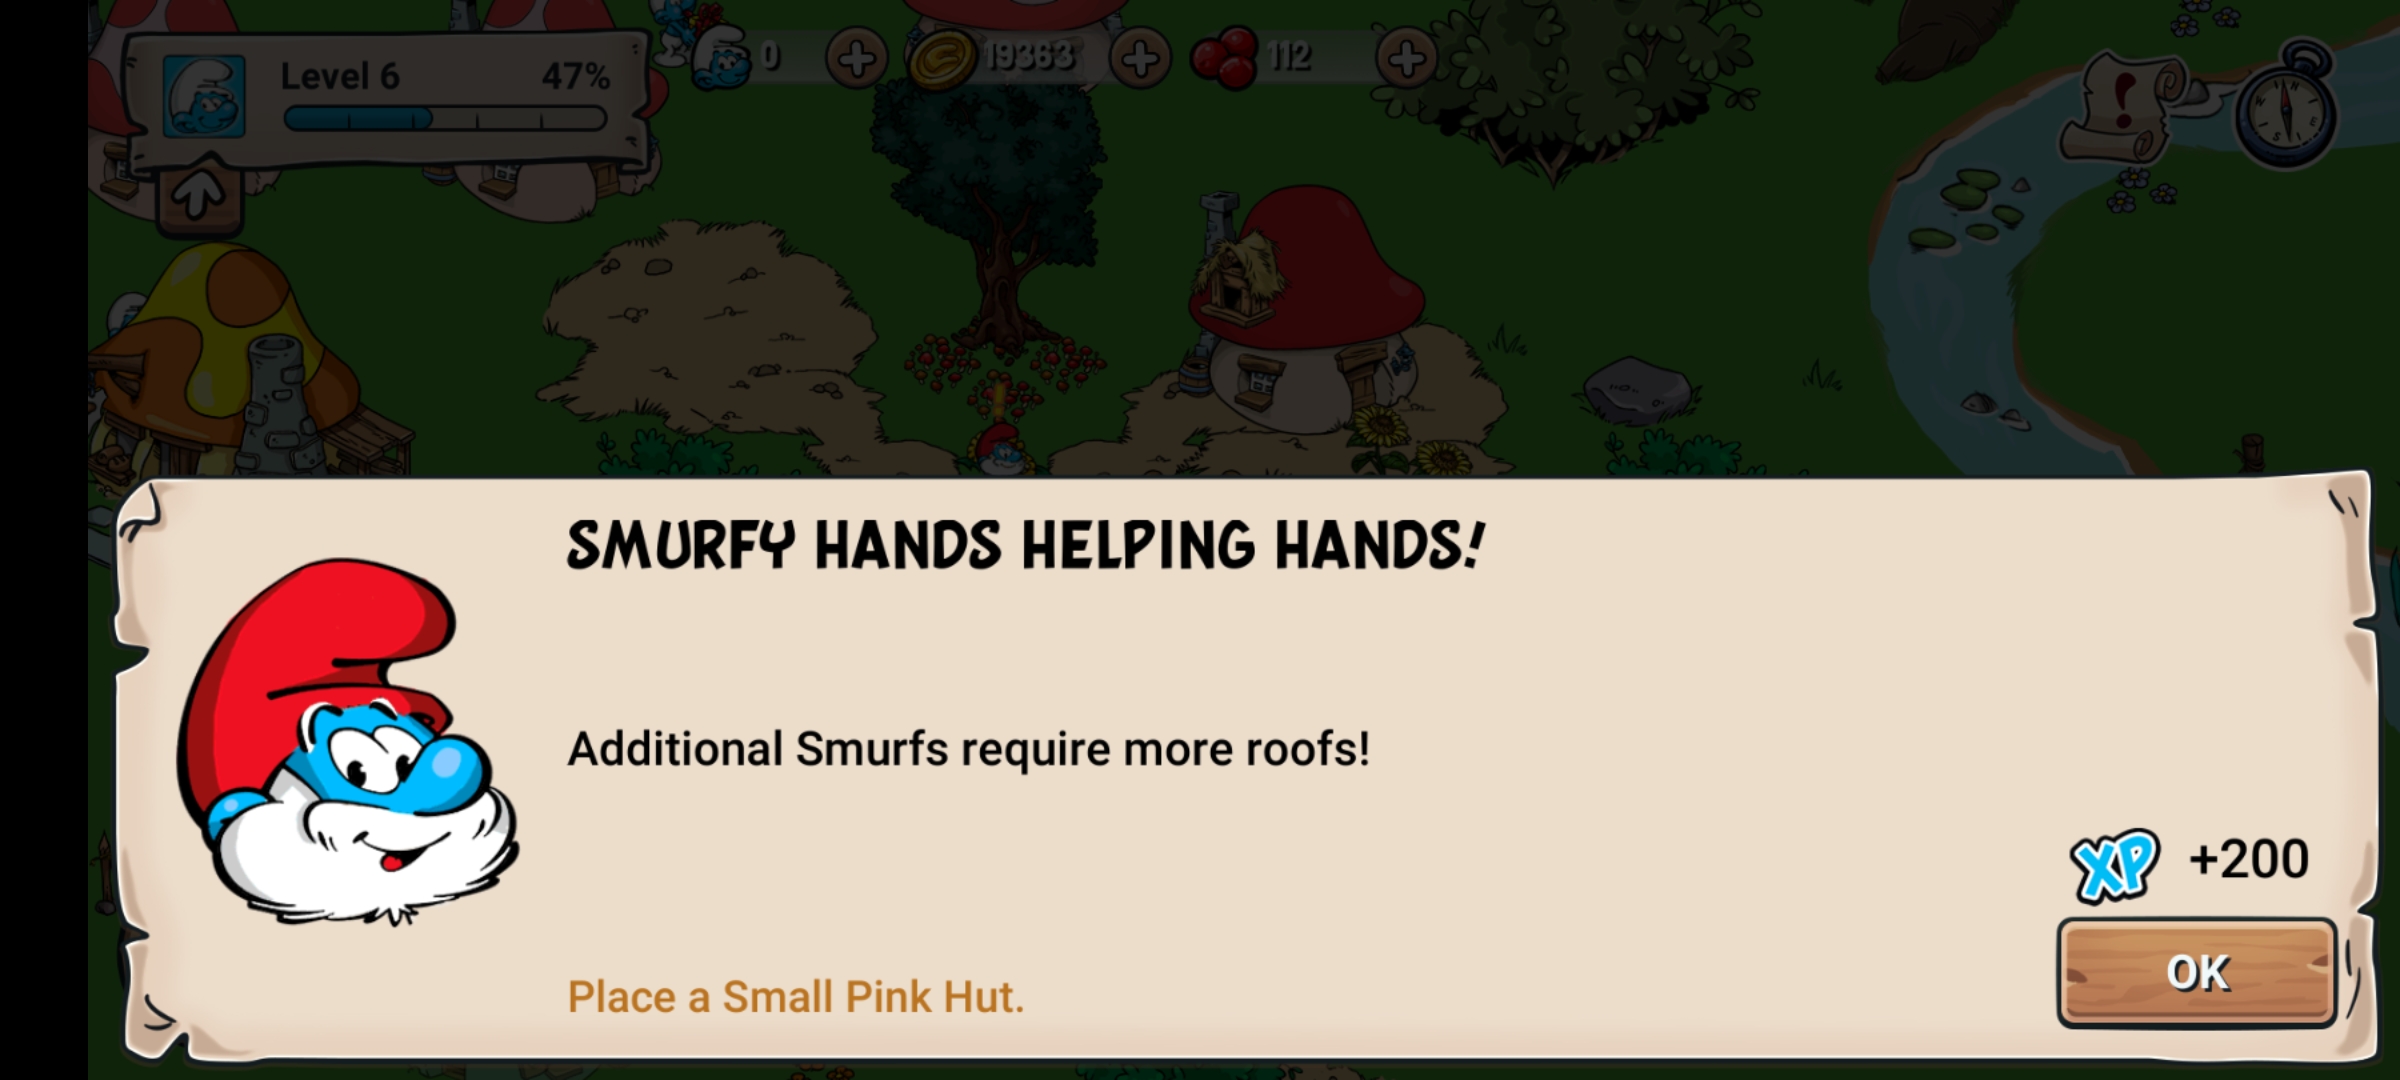 Level 6 47%
0
19363
112
SMURFY HANDS HELPING HANDS!
Additional Smurfs require more roofs!
XP +200
Place a Small Pink Hut.
OK